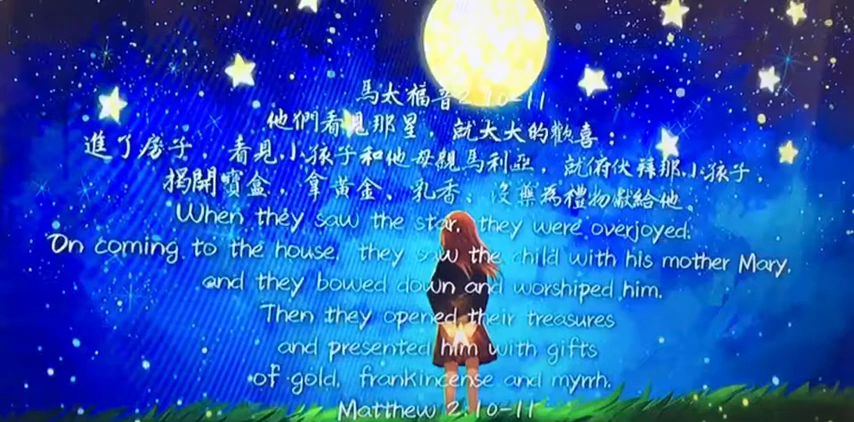 馬太福音2.10-11
他們看見那星，就大大的歡喜；
進了房子，看見小孩子和他母親馬利亞，就俯伏拜那小孩子，
揭開寶盒，拿黃金、乳香、沒藥為禮物獻給他。
When they saw the star, they were overjoyed.
On coming to the house, they saw the child with his mother Mary,
and they bowed down and worshiped him.
Then they opened their treasures
and presented him with gifts
of gold, frankincense and myrrh.
Matthew 2.10-11